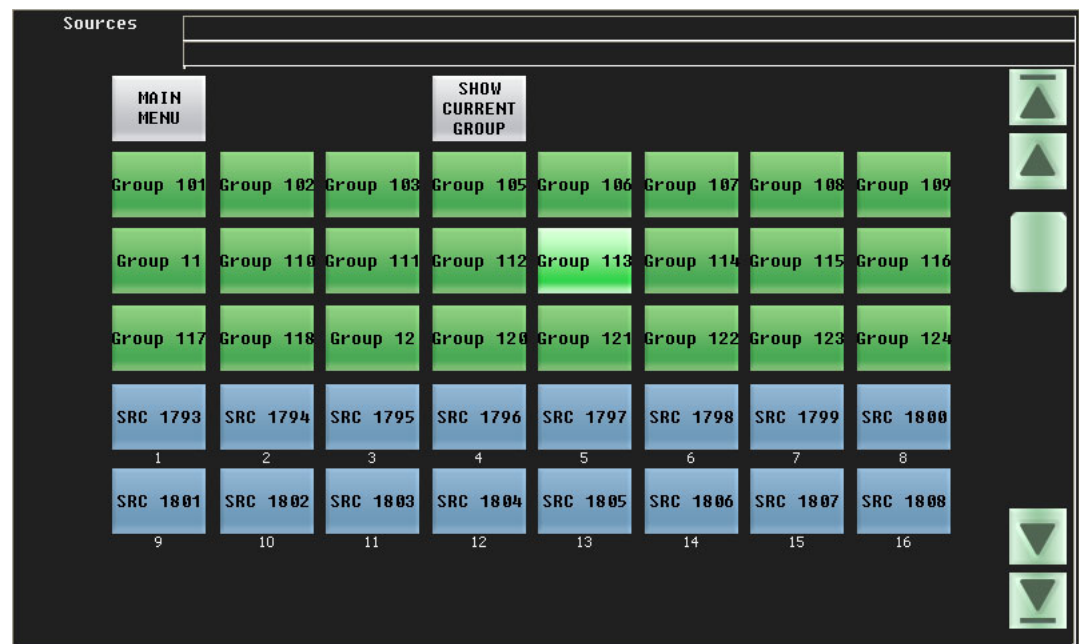 Sources
MAIN
MENU
SHOW
CURRENT
GROUP
Group 101 Group 102 Group 103 Group 105 Group 106 Group 107 Group 108 Group 109
Group 11 Group 110 Group 111 Group 112 Group 113 Group 114 Group 115 Group 116
Group 117 Group 118 Group 12 Group 120 Group 121 Group 122 Group 123 Group 124
SRC 1793 SRC 1794 SRC 1795 SRC 1796 SRC 1797 SRC 1798 SRC 1799 SRC 1800
1 2 3 4 5 6 7 8
SRC 1801 SRC 1802 SRC 1803 SRC 1804 SRC 1805 SRC 1806 SRC 1807 SRC 1808
9 10 11 12 13 14 15 16